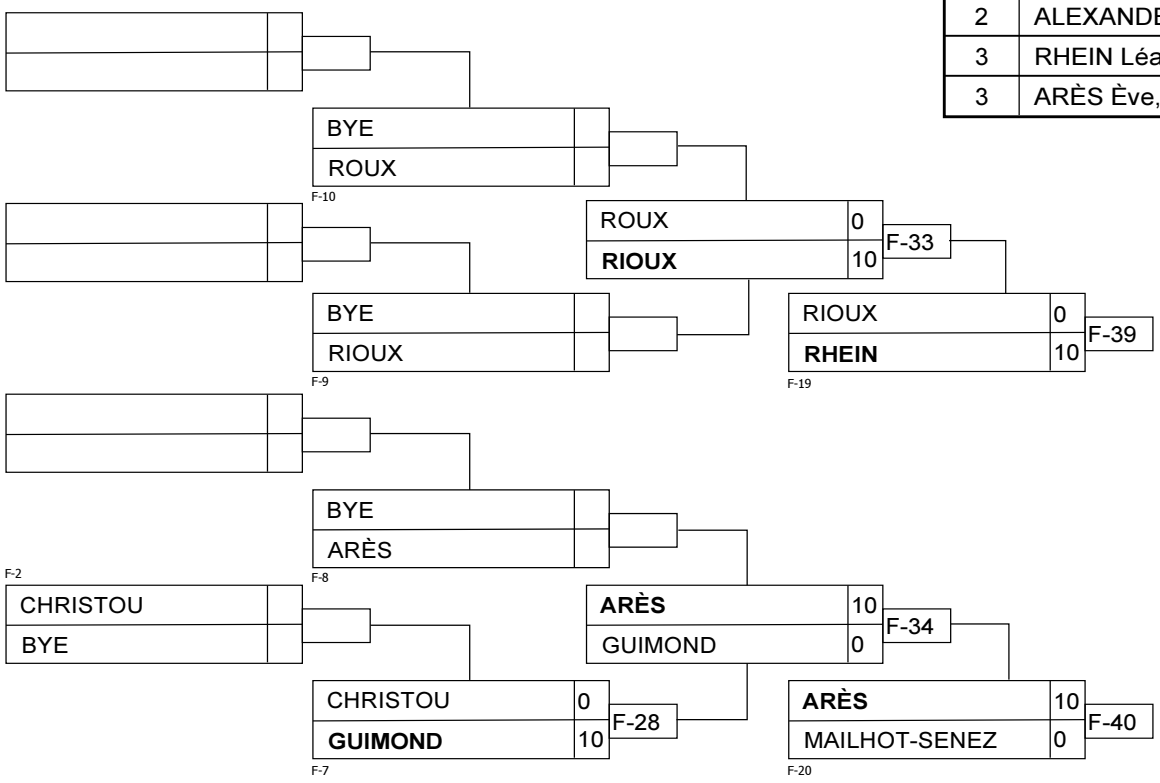 2 ALEXANDE
3 RHEIN Léa
3 ARÈS Ève,
BYE
ROUX
F-10
ROUX 0
RIOUX 10
F-33
BYE
RIOUX
F-9
RIOUX 0
RHEIN 10
F-39
F-19
BYE
ARÈS
F-8
F-2
CHRISTOU
BYE
ARÈS 10
GUIMOND 0
F-34
CHRISTOU 0
GUIMOND 10
F-28
F-7
ARÈS 10
MAILHOT-SENEZ 0
F-40
F-20